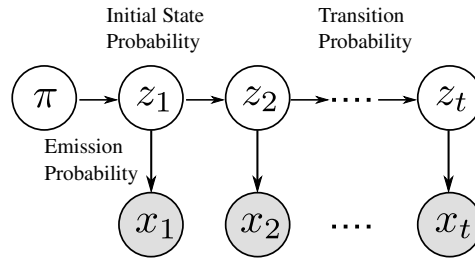 Initial State
Probability
Transition
Probability
π z₁ z₂ ..... zₜ
Emission
Probability
x₁ x₂ .... xₜ